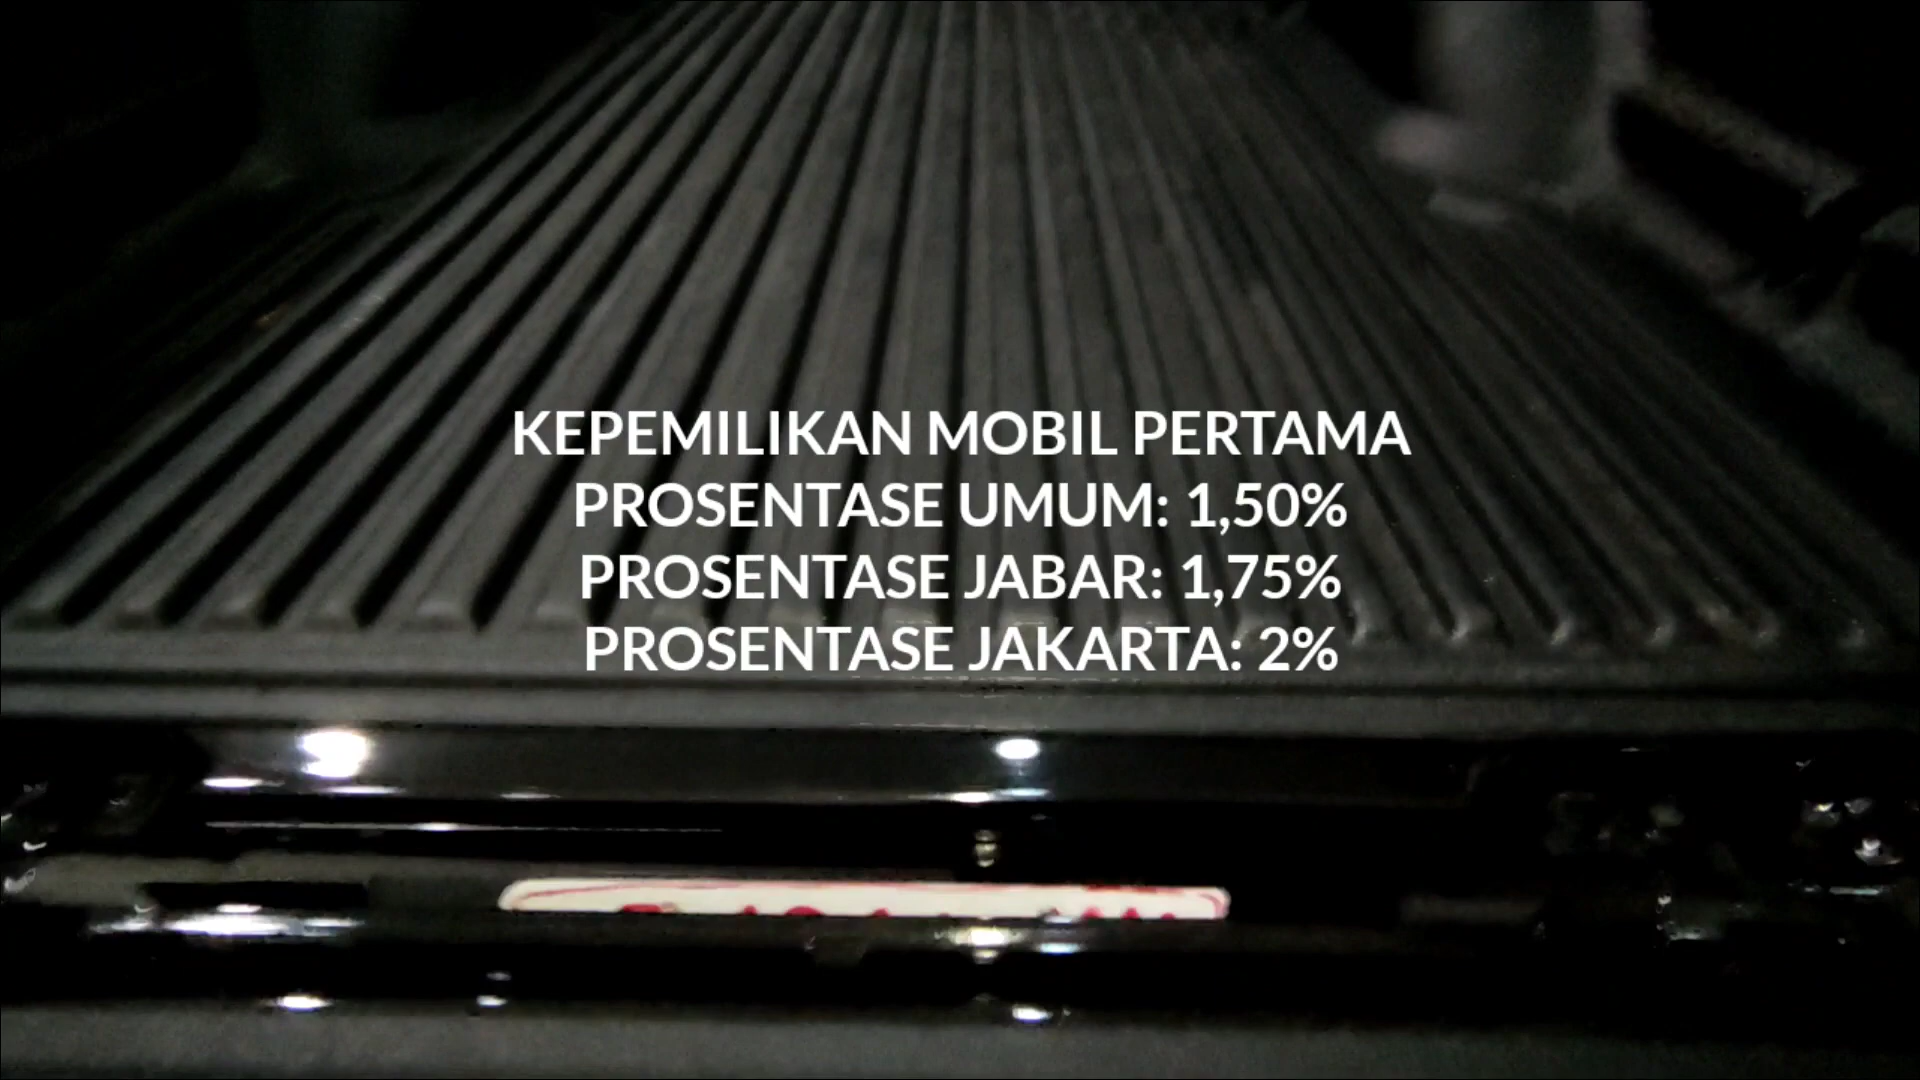 KEPEMILIKAN MOBIL PERTAMA
PROSENTASE UMUM: 1,50%
PROSENTASE JABAR: 1,75%
PROSENTASE JAKARTA: 2%